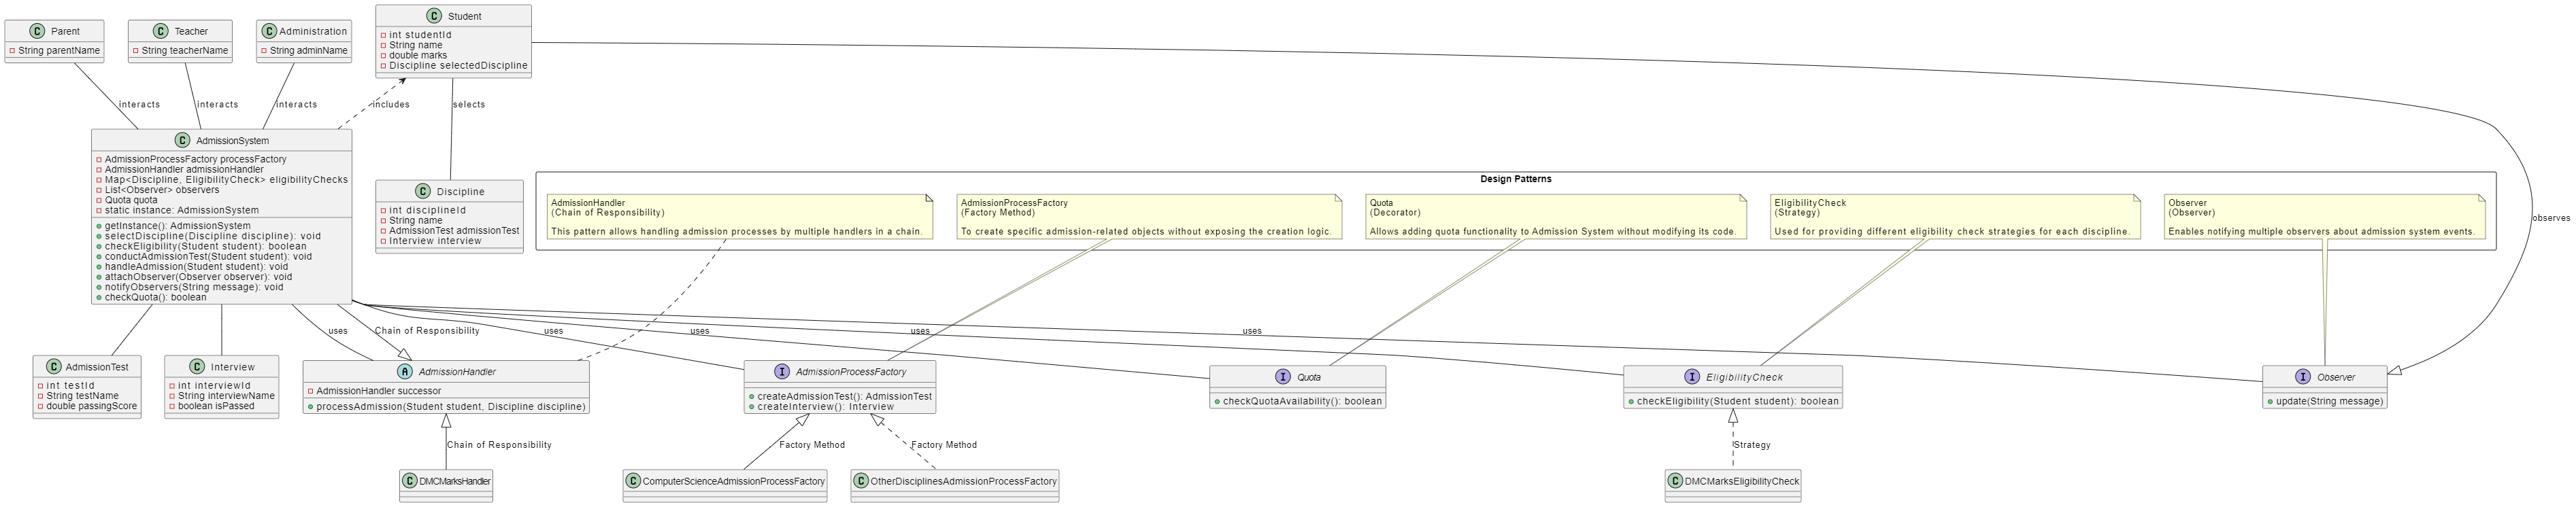 C Parent
String parentName
C Teacher
String teacherName
C Administration
String adminName
C Student
int studentId
String name
double marks
Discipline selectedDiscipline
interacts
interacts
interacts
includes
selects
observes
C AdmissionSystem
AdmissionProcessFactory processFactory
AdmissionHandler admissionHandler
Map<Discipline, EligibilityCheck> eligibilityChecks
List<Observer> observers
Quota quota
static instance: AdmissionSystem
getInstance(): AdmissionSystem
selectDiscipline(Discipline discipline): void
checkEligibility(Student student): boolean
conductAdmissionTest(Student student): void
handleAdmission(Student student): void
attachObserver(Observer observer): void
notifyObservers(String message): void
checkQuota(): boolean
C Discipline
int disciplineId
String name
AdmissionTest admissionTest
Interview interview
Design Patterns
AdmissionHandler
(Chain of Responsibility)
This pattern allows handling admission processes by multiple handlers in a chain.
AdmissionProcessFactory
(Factory Method)
To create specific admission-related objects without exposing the creation logic.
Quota
(Decorator)
Allows adding quota functionality to Admission System without modifying its code.
EligibilityCheck
(Strategy)
Used for providing different eligibility check strategies for each discipline.
Observer
(Observer)
Enables notifying multiple observers about admission system events.
uses
Chain of Responsibility
uses
uses
uses
uses
C AdmissionTest
int testId
String testName
double passingScore
C Interview
int interviewId
String interviewName
boolean isPassed
A AdmissionHandler
AdmissionHandler successor
processAdmission(Student student, Discipline discipline)
I AdmissionProcessFactory
createAdmissionTest(): AdmissionTest
createInterview(): Interview
I Quota
checkQuotaAvailability(): boolean
I EligibilityCheck
checkEligibility(Student student): boolean
I Observer
update(String message)
Chain of Responsibility
Factory Method
Factory Method
Strategy
C DMCMarksHandler
C ComputerScienceAdmissionProcessFactory
C OtherDisciplinesAdmissionProcessFactory
C DMCMarksEligibilityCheck